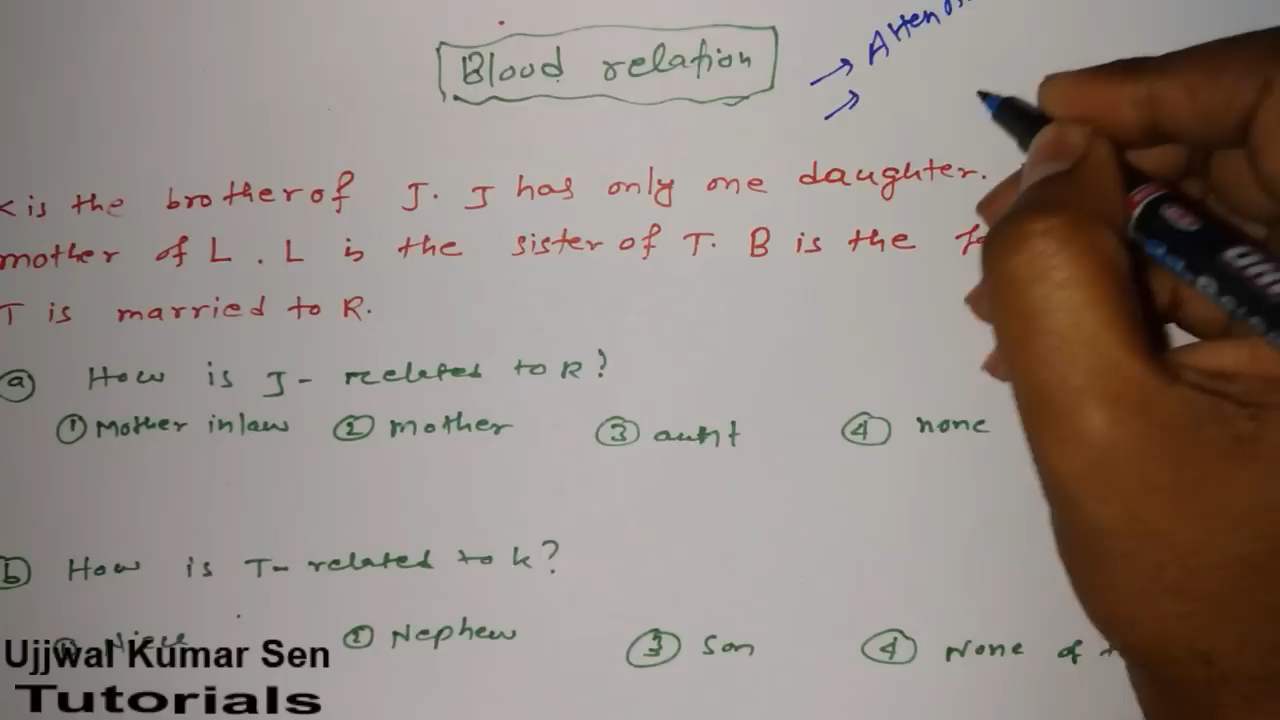 Blood relation
→ Atten
→
is the brother of J. J has only one daughter.
mother of L. L is the sister of T. B is the
T is married to R.
ⓐ How is J- related to R?
① Mother inlaw ② mother ③ aunt ④ none
ⓑ How is T- related to K?
② Nephew ③ Son ④ None of
Ujjwal Kumar Sen
Tutorials